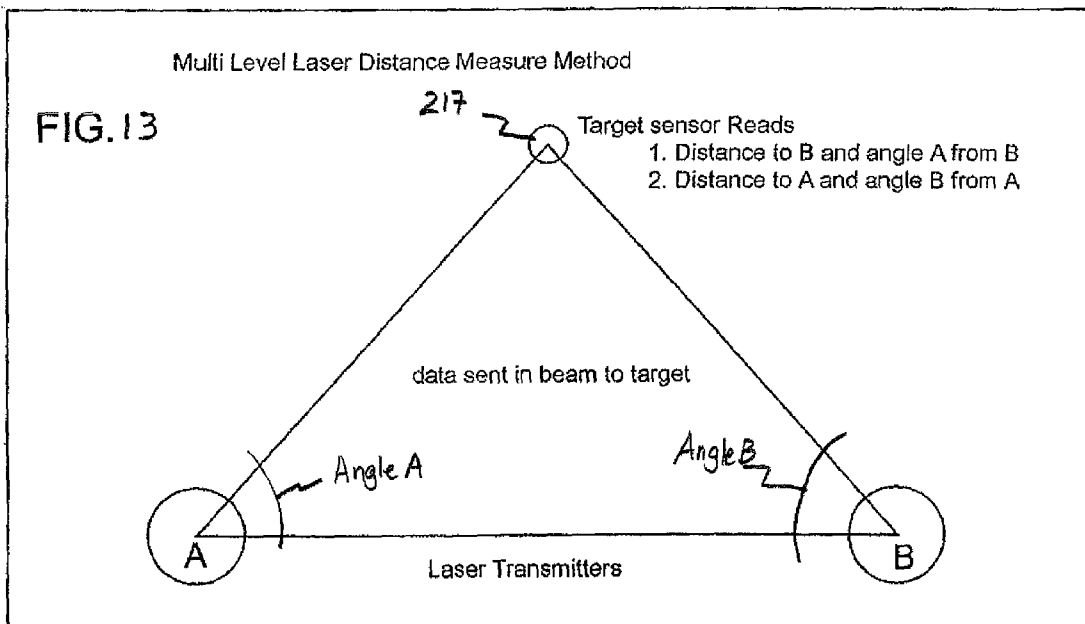 Multi Level Laser Distance Measure Method
FIG.13
217
Target sensor Reads
1. Distance to B and angle A from B
2. Distance to A and angle B from A
data sent in beam to target
Angle A
Angle B
A
B
Laser Transmitters